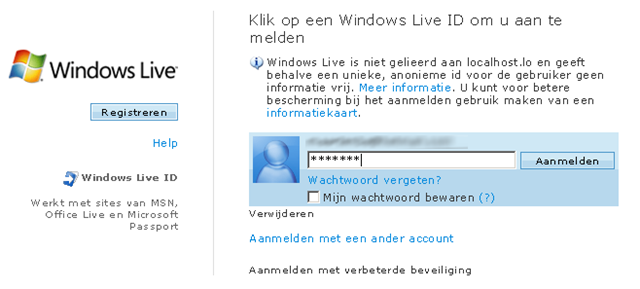 Windows Live™
Registreren
Help
Windows Live ID
Werkt met sites van MSN,
Office Live en Microsoft
Passport
Klik op een Windows Live ID om u aan te
melden
Windows Live is niet gelieerd aan localhost.lo en geeft
behalve een unieke, anonieme id voor de gebruiker geen
informatie vrij. Meer informatie. U kunt voor betere
bescherming bij het aanmelden gebruik maken van een
informatiekaart.
*******
Aanmelden
Wachtwoord vergeten?
Mijn wachtwoord bewaren (?)
Verwijderen
Aanmelden met een ander account
Aanmelden met verbeterde beveiliging